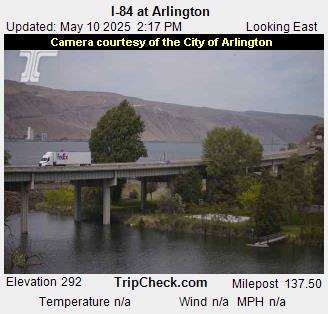 I-84 at Arlington
Updated: May 10 2025 2:17 PM Looking East
Camera courtesy of the City of Arlington
FedEx
Elevation 292 TripCheck.com Milepost 137.50
Temperature n/a Wind n/a MPH n/a